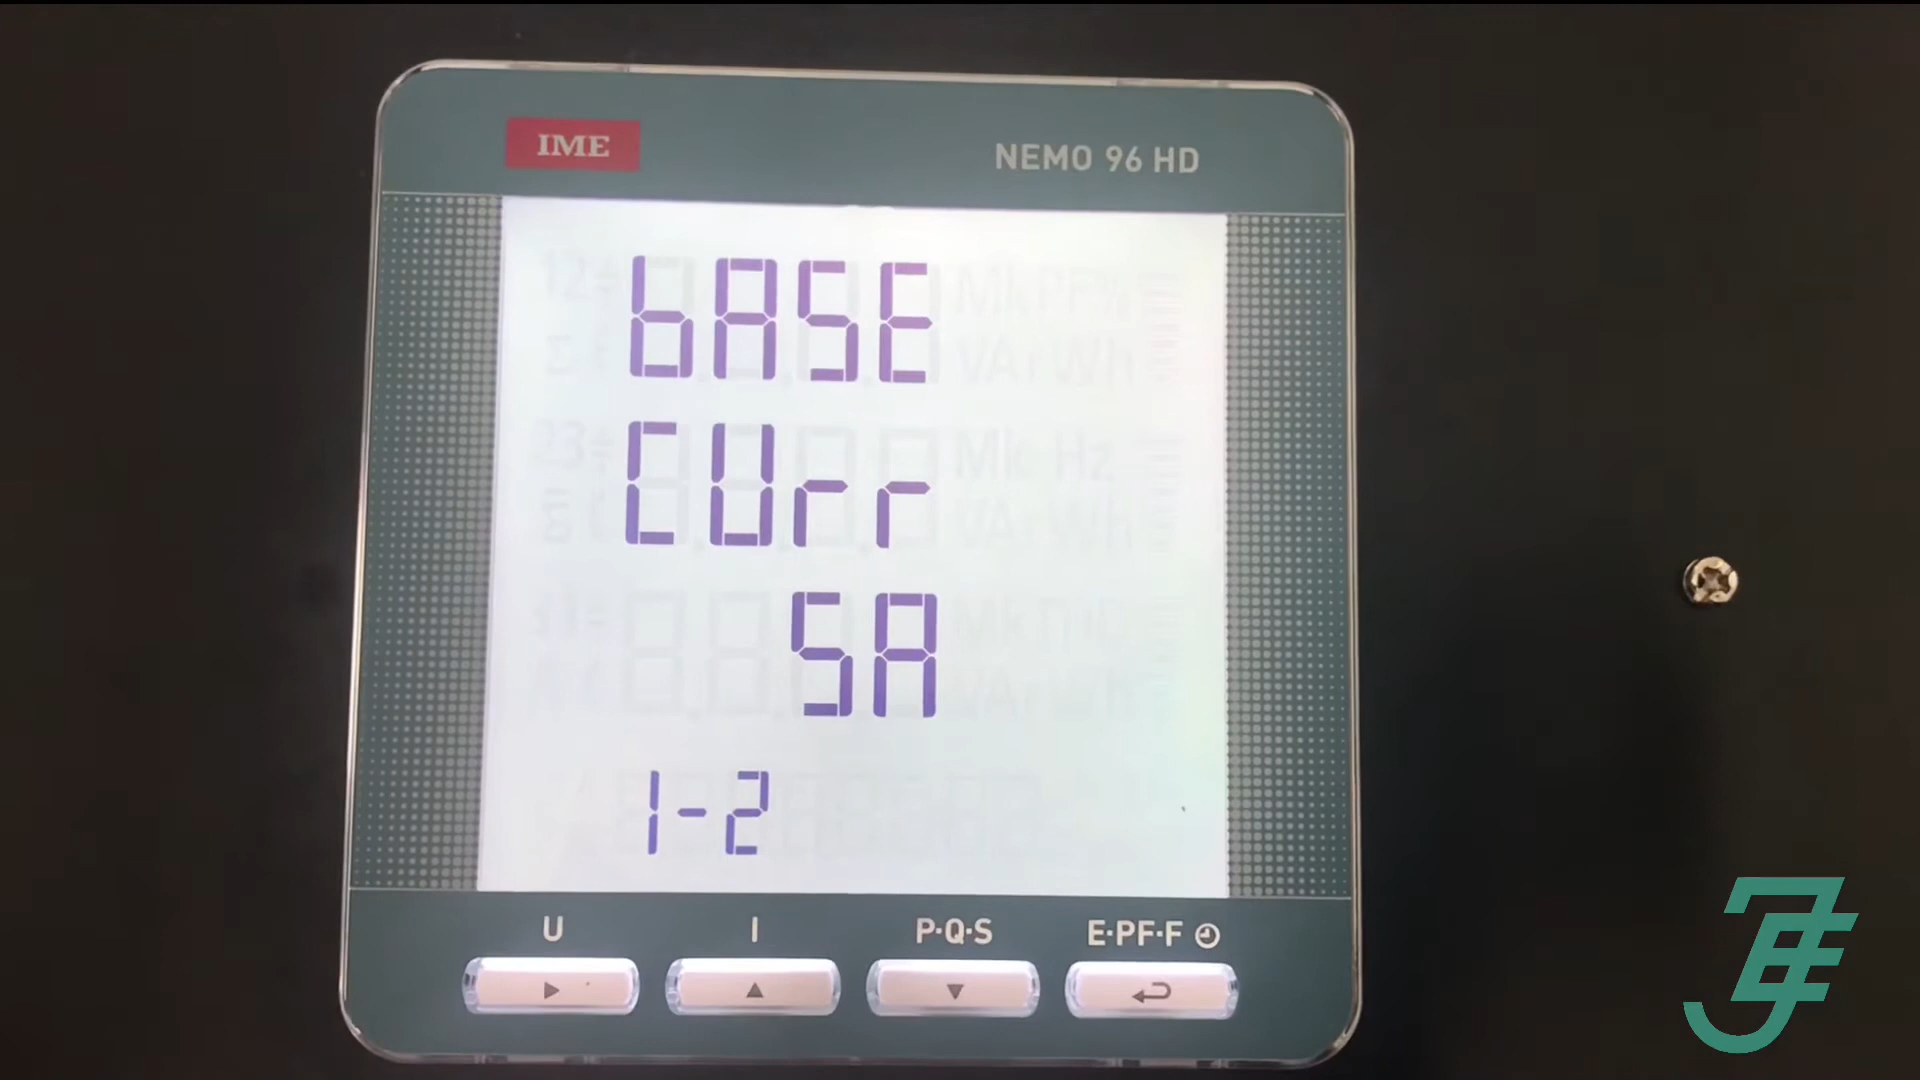 IME
NEMO 96 HD
bASE
CUrr
5A
1-2
U I P·Q·S E·PF·F